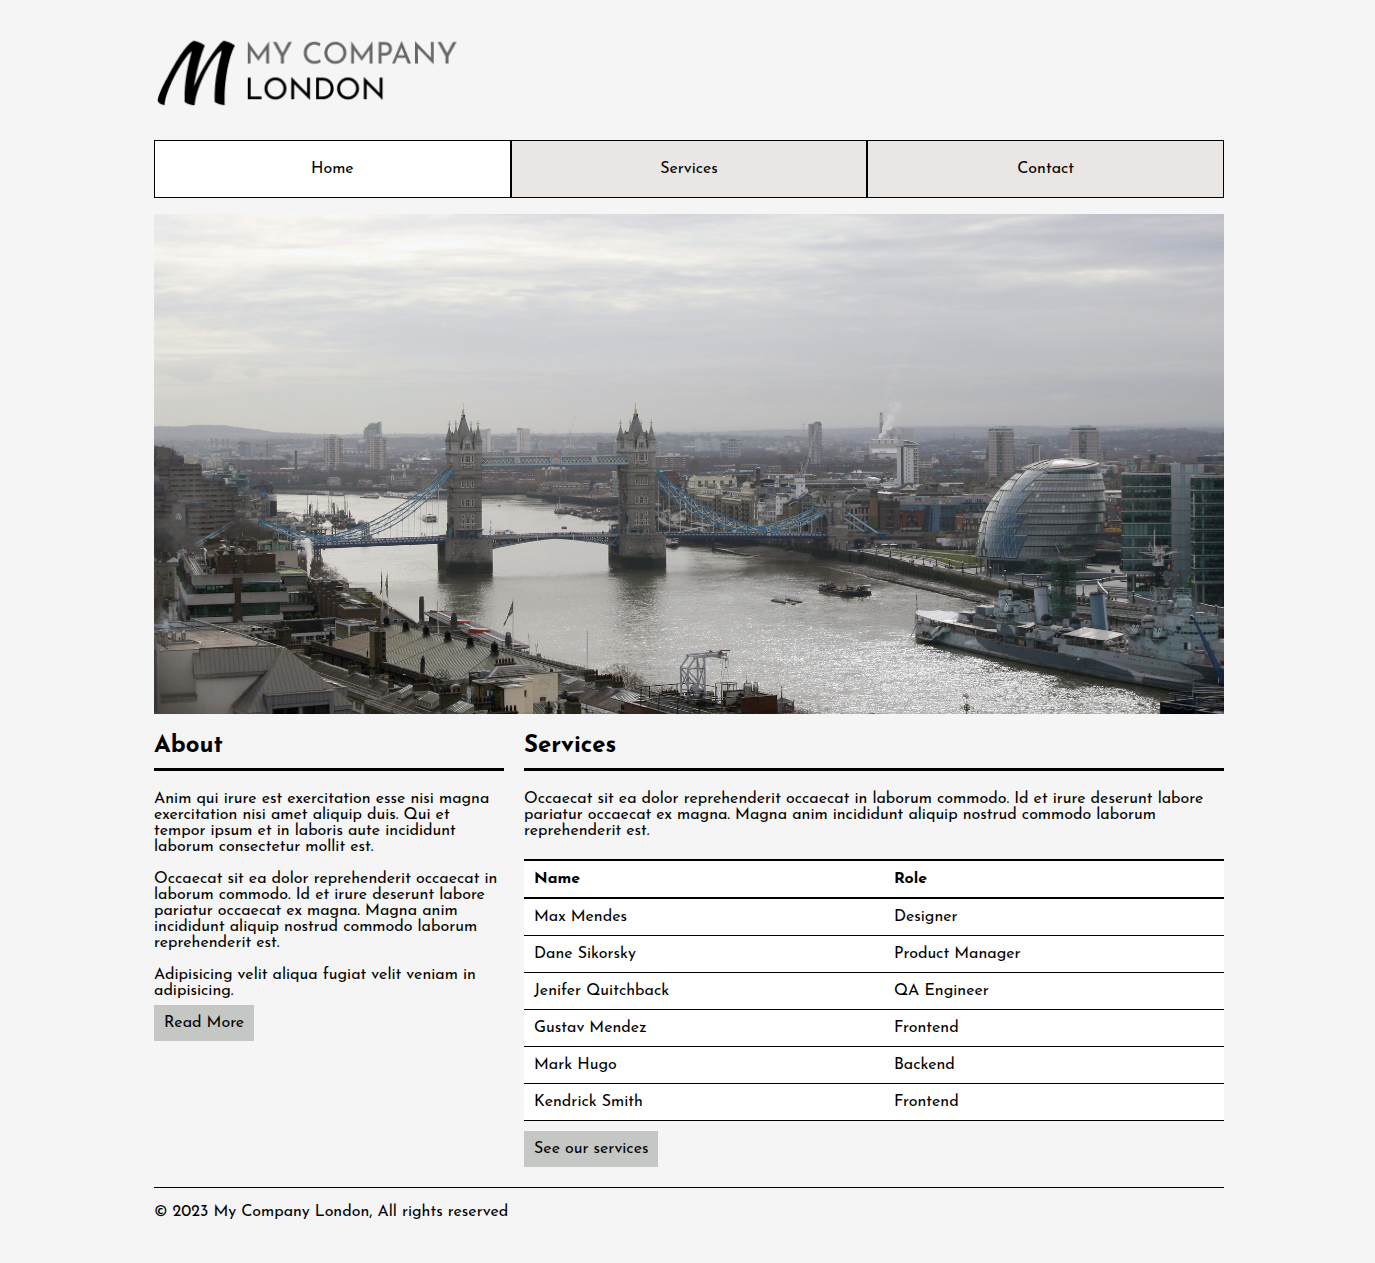 M MY COMPANY
LONDON
Home Services Contact
About
Anim qui irure est exercitation esse nisi magna
exercitation nisi amet aliquip duis. Qui et
tempor ipsum et in laboris aute incididunt
laborum consectetur mollit est.
Occaecat sit ea dolor reprehenderit occaecat in
laborum commodo. Id et irure deserunt labore
pariatur occaecat ex magna. Magna anim
incididunt aliquip nostrud commodo laborum
reprehenderit est.
Adipisicing velit aliqua fugiat velit veniam in
adipisicing.
Read More
Services
Occaecat sit ea dolor reprehenderit occaecat in laborum commodo. Id et irure deserunt labore
pariatur occaecat ex magna. Magna anim incididunt aliquip nostrud commodo laborum
reprehenderit est.
Name Role
Max Mendes Designer
Dane Sikorsky Product Manager
Jenifer Quitchback QA Engineer
Gustav Mendez Frontend
Mark Hugo Backend
Kendrick Smith Frontend
See our services
© 2023 My Company London, All rights reserved